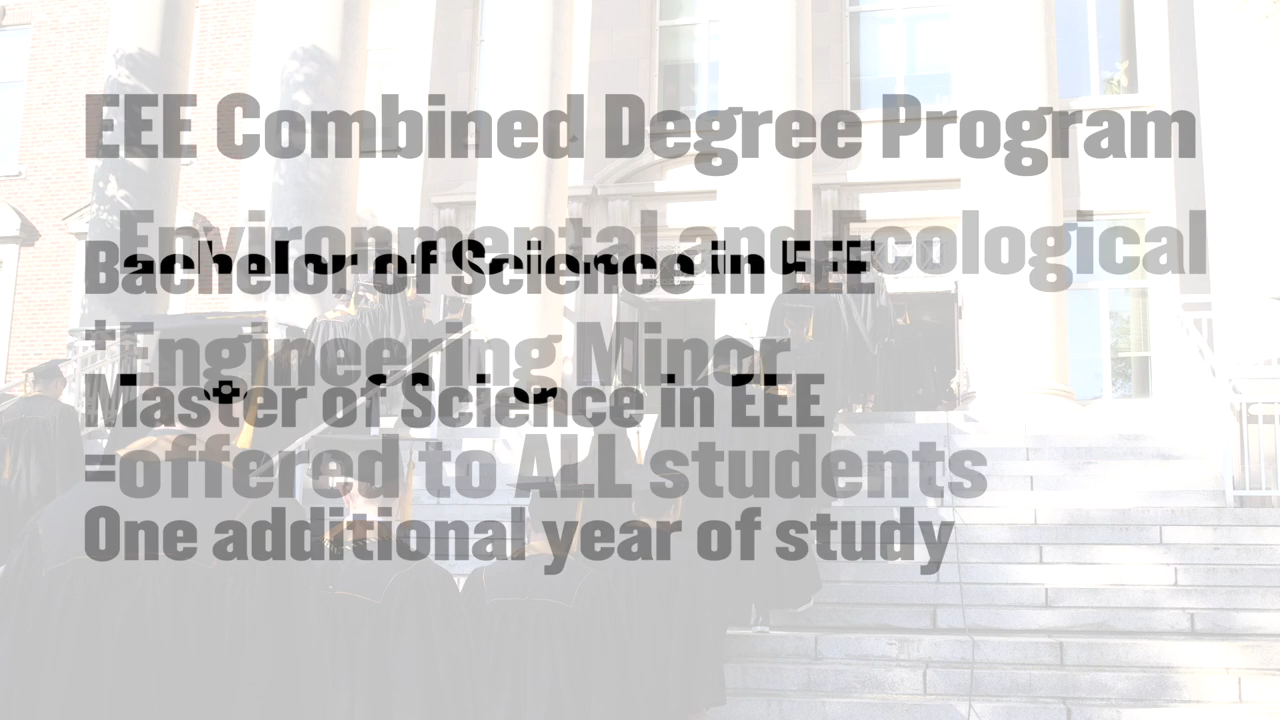 EEE Combined Degree Program
Environmental and Ecological
Bachelor of Science in EEE
+
Engineering Minor
Master of Science in EEE
=
offered to ALL students
One additional year of study